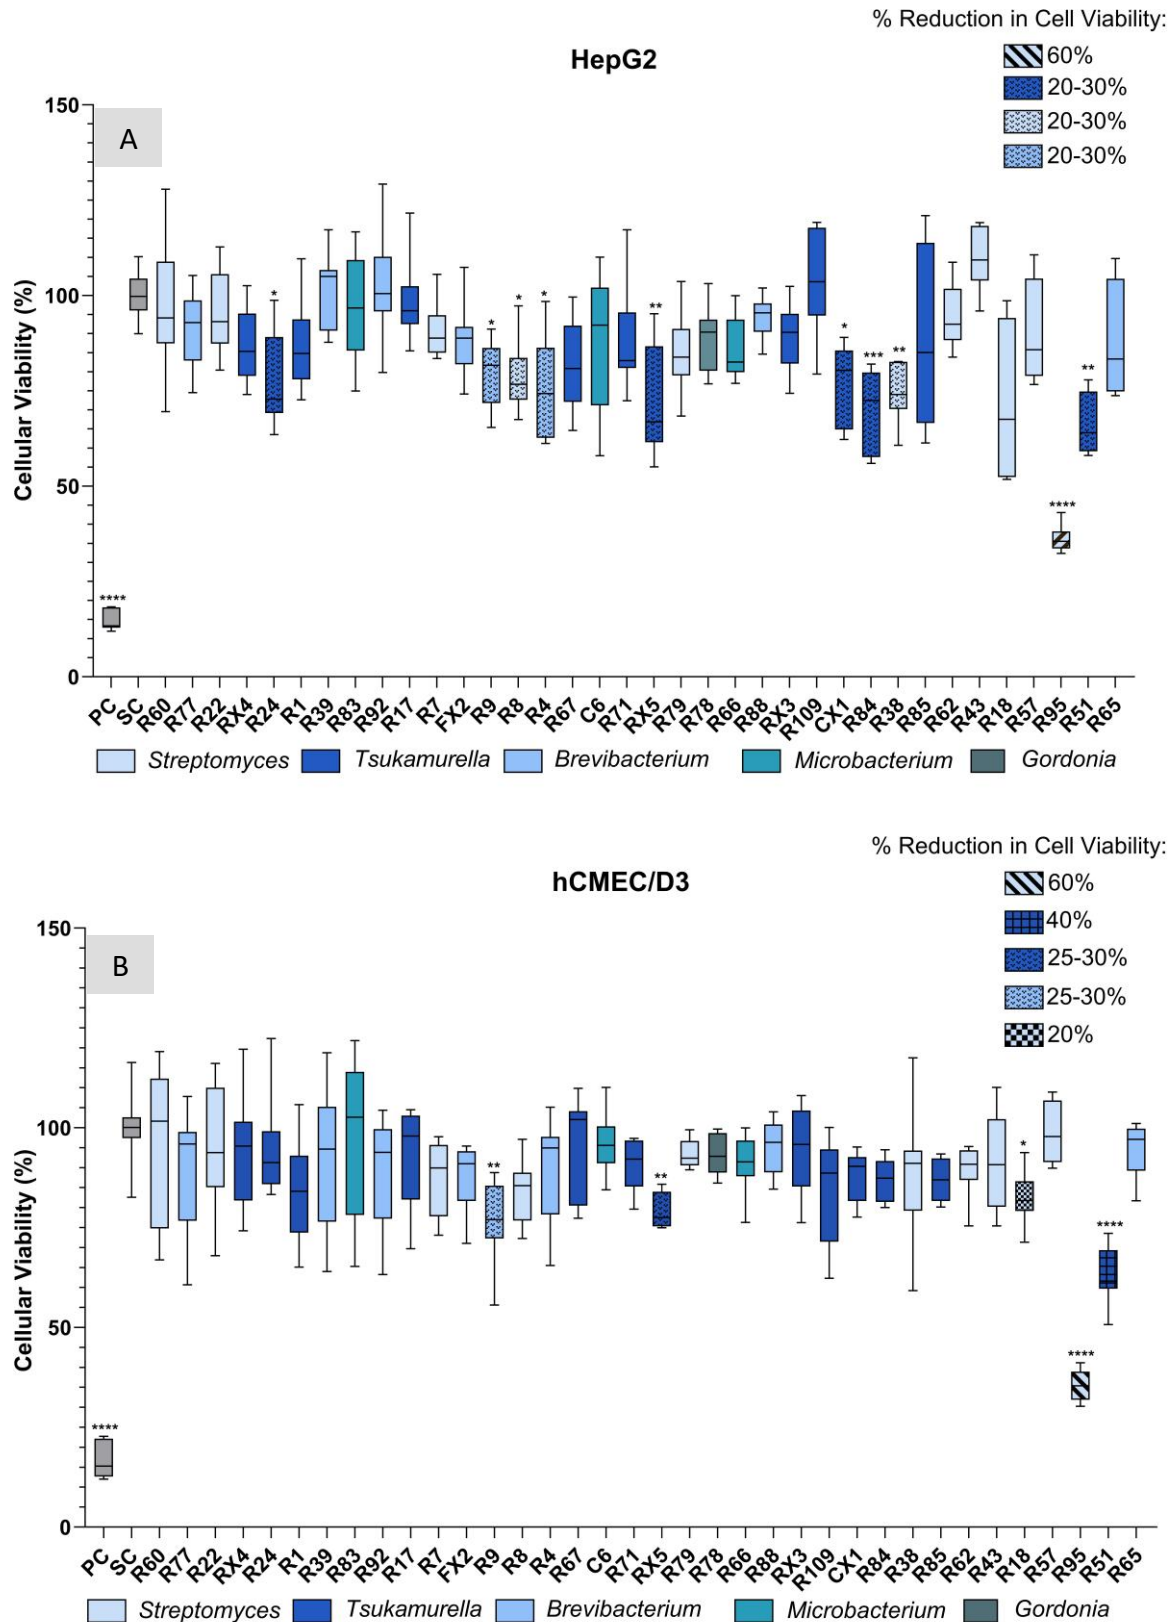 % Reduction in Cell Viability:
HepG2
60%
20-30%
20-30%
20-30%
A
150
100
50
0
Cellular Viability (%)
* * * * ** * *** ** **** ** ****
PC SC R60 R77 R22 RX4 R24 R1 R39 R83 R92 R17 R7 FX2 R9 R8 R4 R67 C6 R71 RX5 R79 R78 R66 R88 RX3 R109 CX1 R84 R38 R85 R62 R43 R18 R57 R95 R51 R65
Streptomyces Tsukamurella Brevibacterium Microbacterium Gordonia
% Reduction in Cell Viability:
hCMEC/D3
60%
40%
25-30%
25-30%
20%
B
150
100
50
0
Cellular Viability (%)
** ** * **** **** ****
PC SC R60 R77 R22 RX4 R24 R1 R39 R83 R92 R17 R7 FX2 R9 R8 R4 R67 C6 R71 RX5 R79 R78 R66 R88 RX3 R109 CX1 R84 R38 R85 R62 R43 R18 R57 R95 R51 R65
Streptomyces Tsukamurella Brevibacterium Microbacterium Gordonia